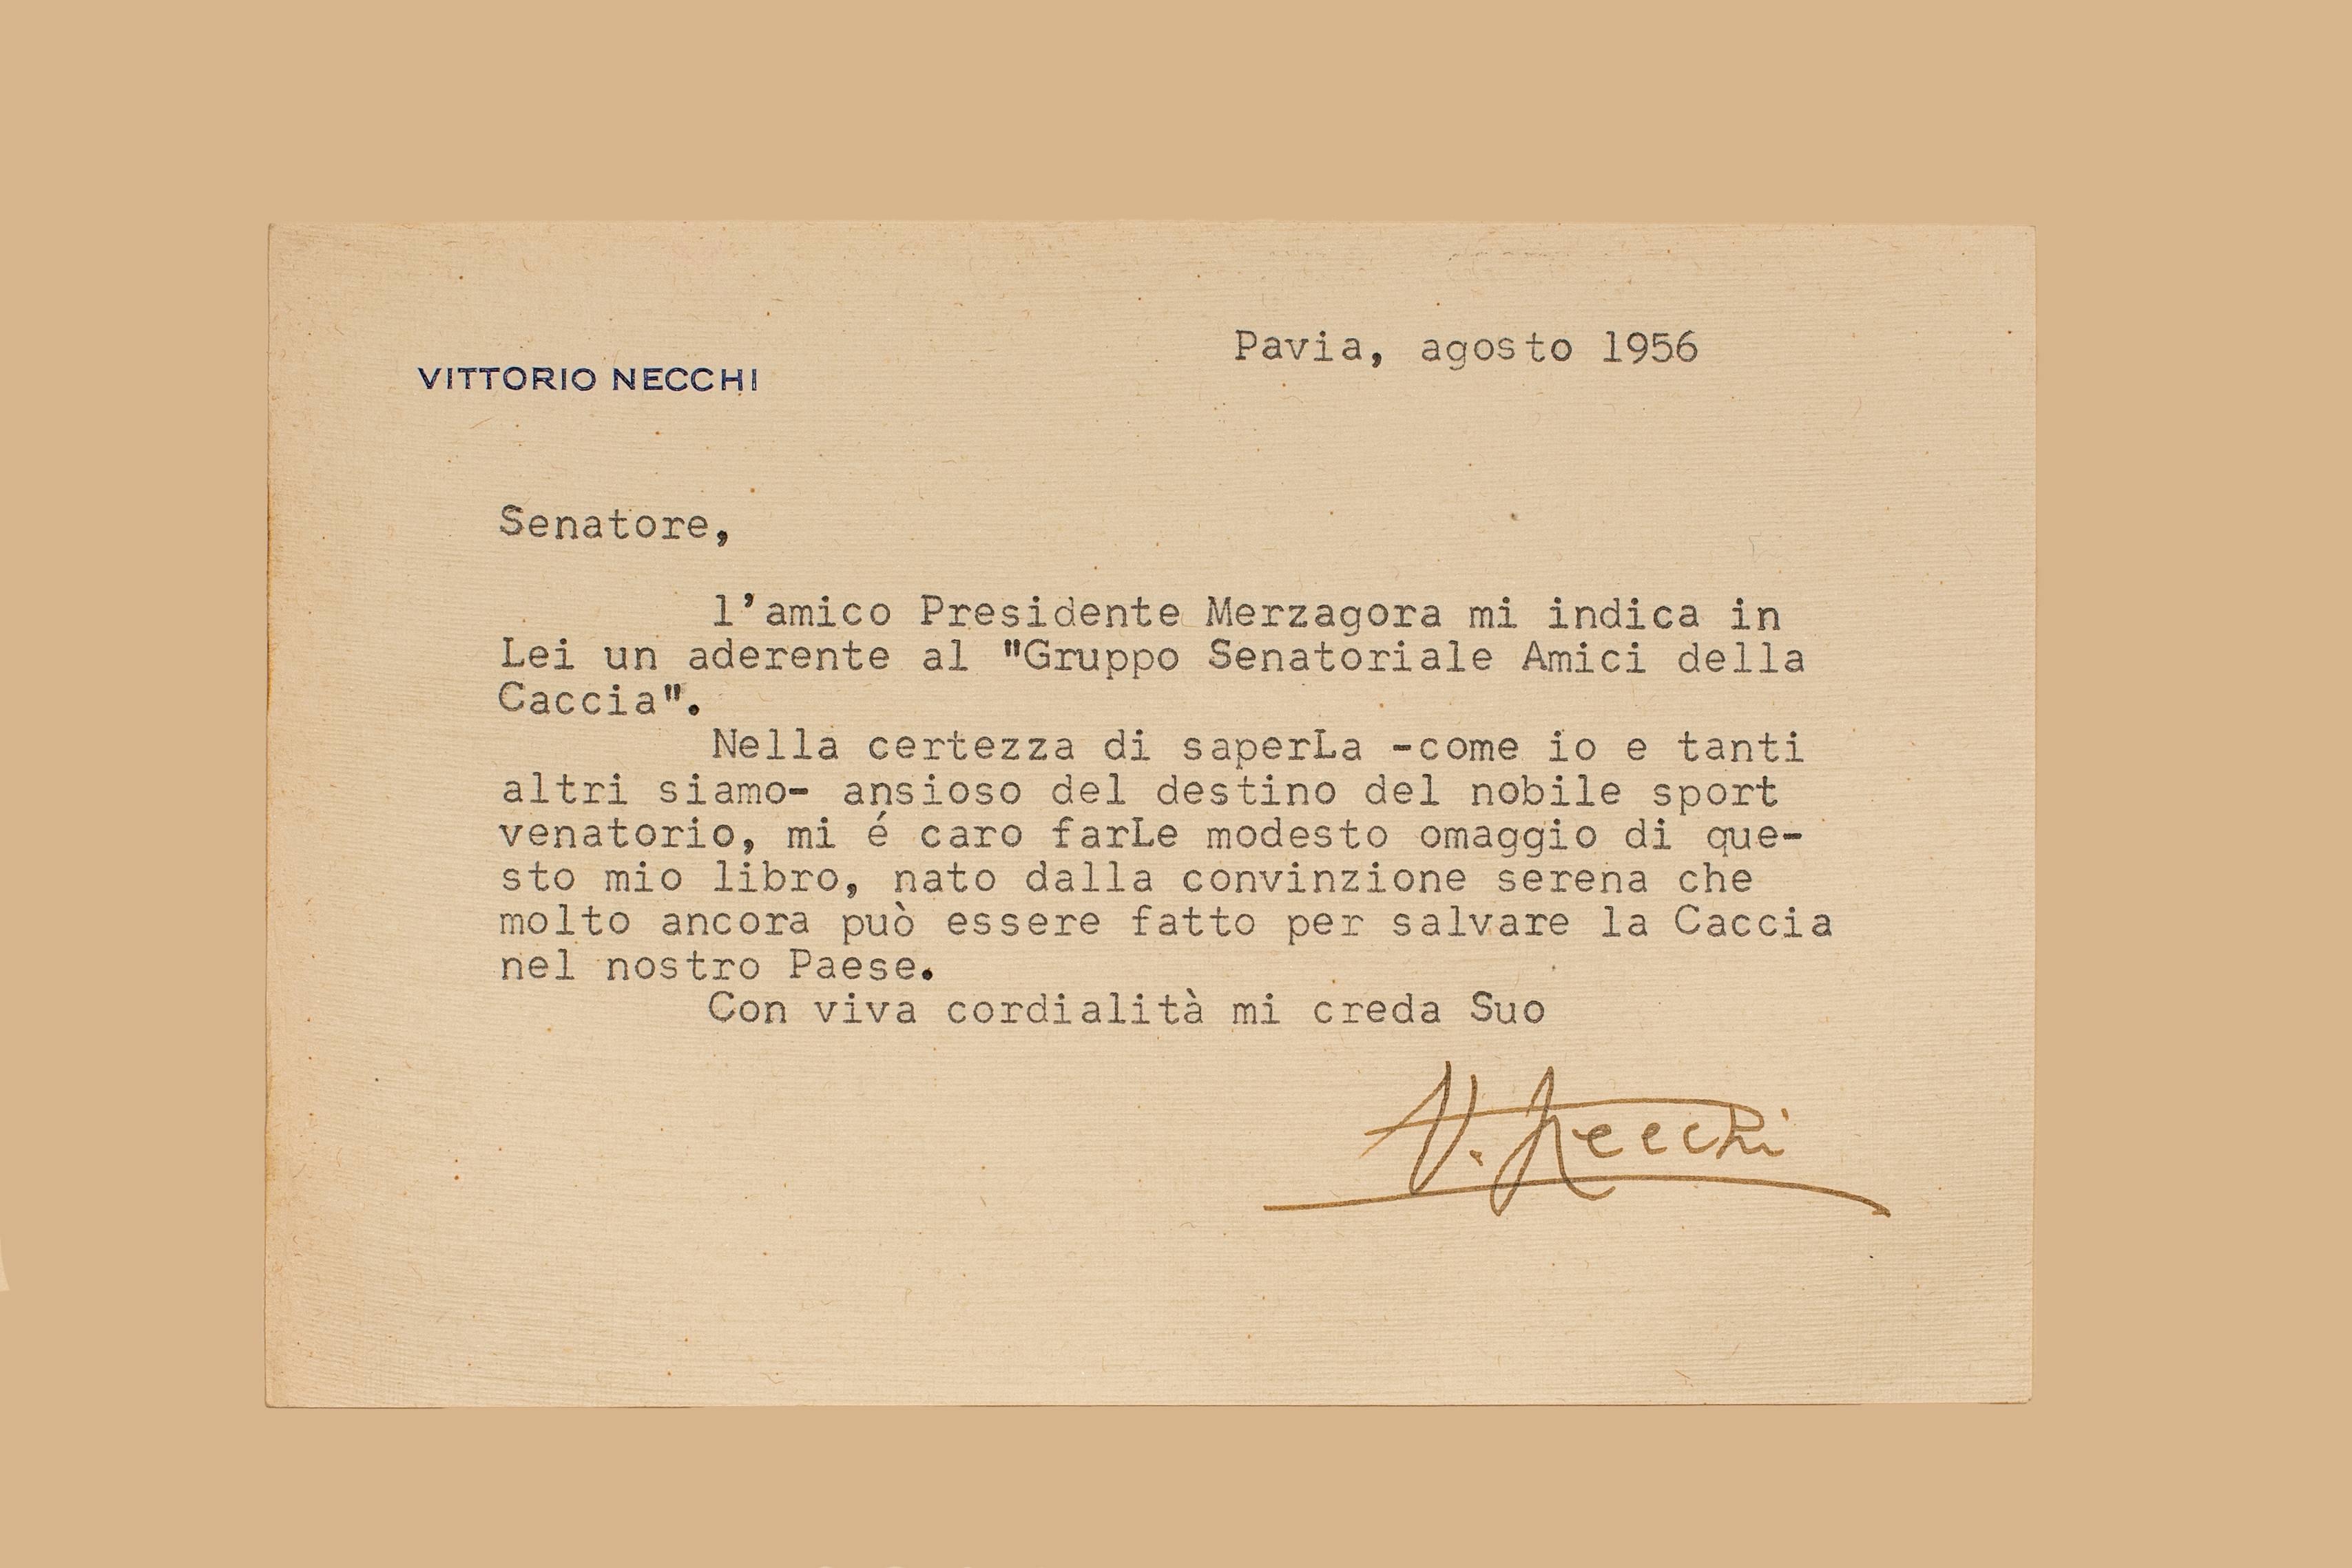 Pavia, agosto 1956
VITTORIO NECCHI
Senatore,
l'amico Presidente Merzagora mi indica in
Lei un aderente al "Gruppo Senatoriale Amici della
Caccia".
Nella certezza di saperLa -come io e tanti
altri siamo- ansioso del destino del nobile sport
venatorio, mi é caro farLe modesto omaggio di que-
sto mio libro, nato dalla convinzione serena che
molto ancora può essere fatto per salvare la Caccia
nel nostro Paese.
Con viva cordialità mi creda Suo
V. Necchi